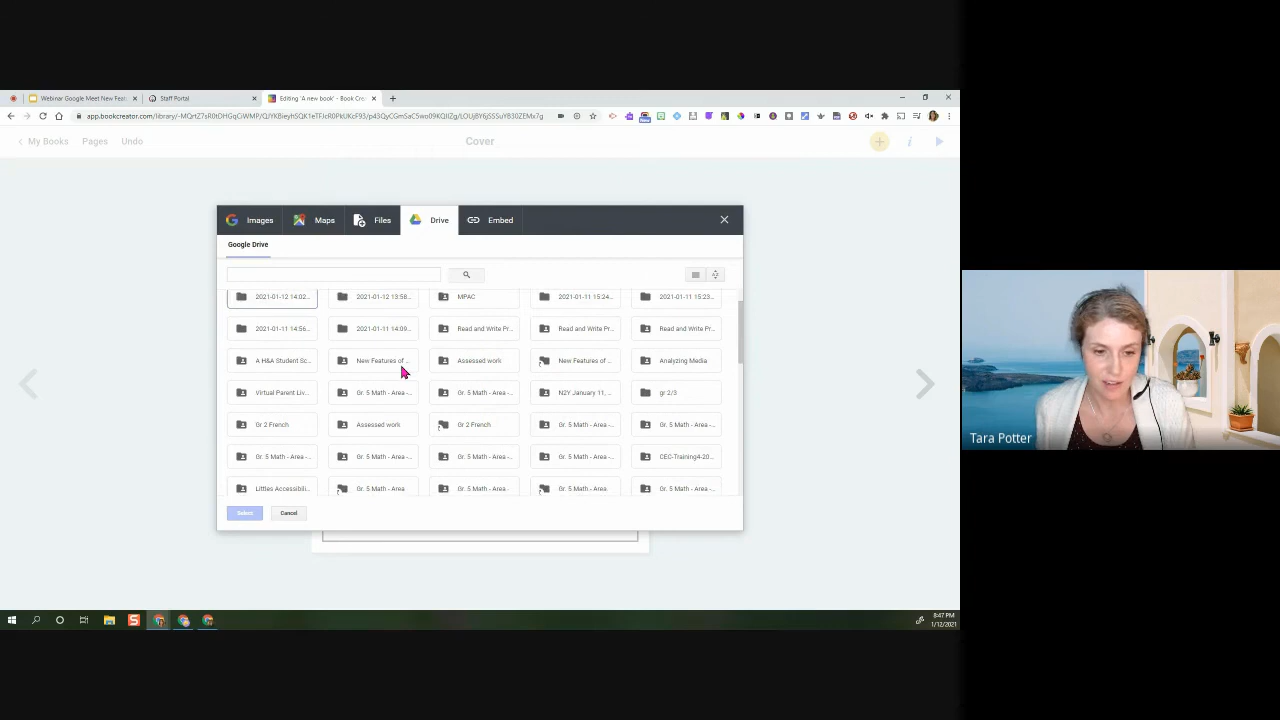 Webinar Google Meet New Feat
Staff Portal
Editing 'A new book' - Book Cre
My Books
Pages
Undo
Cover
Images
Maps
Files
Drive
Embed
Google Drive
2021-01-12 14:02...
2021-01-12 13:58...
MPAC
2021-01-11 15:24...
2021-01-11 15:23...
2021-01-11 14:56...
2021-01-11 14:09...
Read and Write Pr...
Read and Write Pr...
Read and Write Pr...
A H&A Student Sc...
New Features of ...
Assessed work
New Features of ...
Analyzing Media
Virtual Parent Liv...
Gr. 5 Math - Area -...
Gr. 5 Math - Area -...
N2Y January 11, ...
gr 2/3
Gr 2 French
Assessed work
Gr 2 French
Gr. 5 Math - Area -...
Gr. 5 Math - Area -...
Gr. 5 Math - Area -...
Gr. 5 Math - Area -...
Gr. 5 Math - Area -...
Gr. 5 Math - Area -...
CEC-Training4-20...
Littles Accessibili...
Gr. 5 Math - Area
Gr. 5 Math - Area -
Gr. 5 Math - Area
Gr. 5 Math - Area -...
Select
Cancel
8:47 PM
1/12/2021
Tara Potter